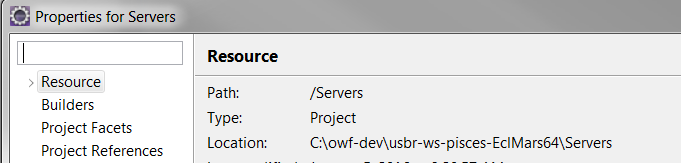 Properties for Servers
Resource
Builders
Project Facets
Project References
Resource
Path: /Servers
Type: Project
Location: C:\owf-dev\usbr-ws-pisces-EclMars64\Servers